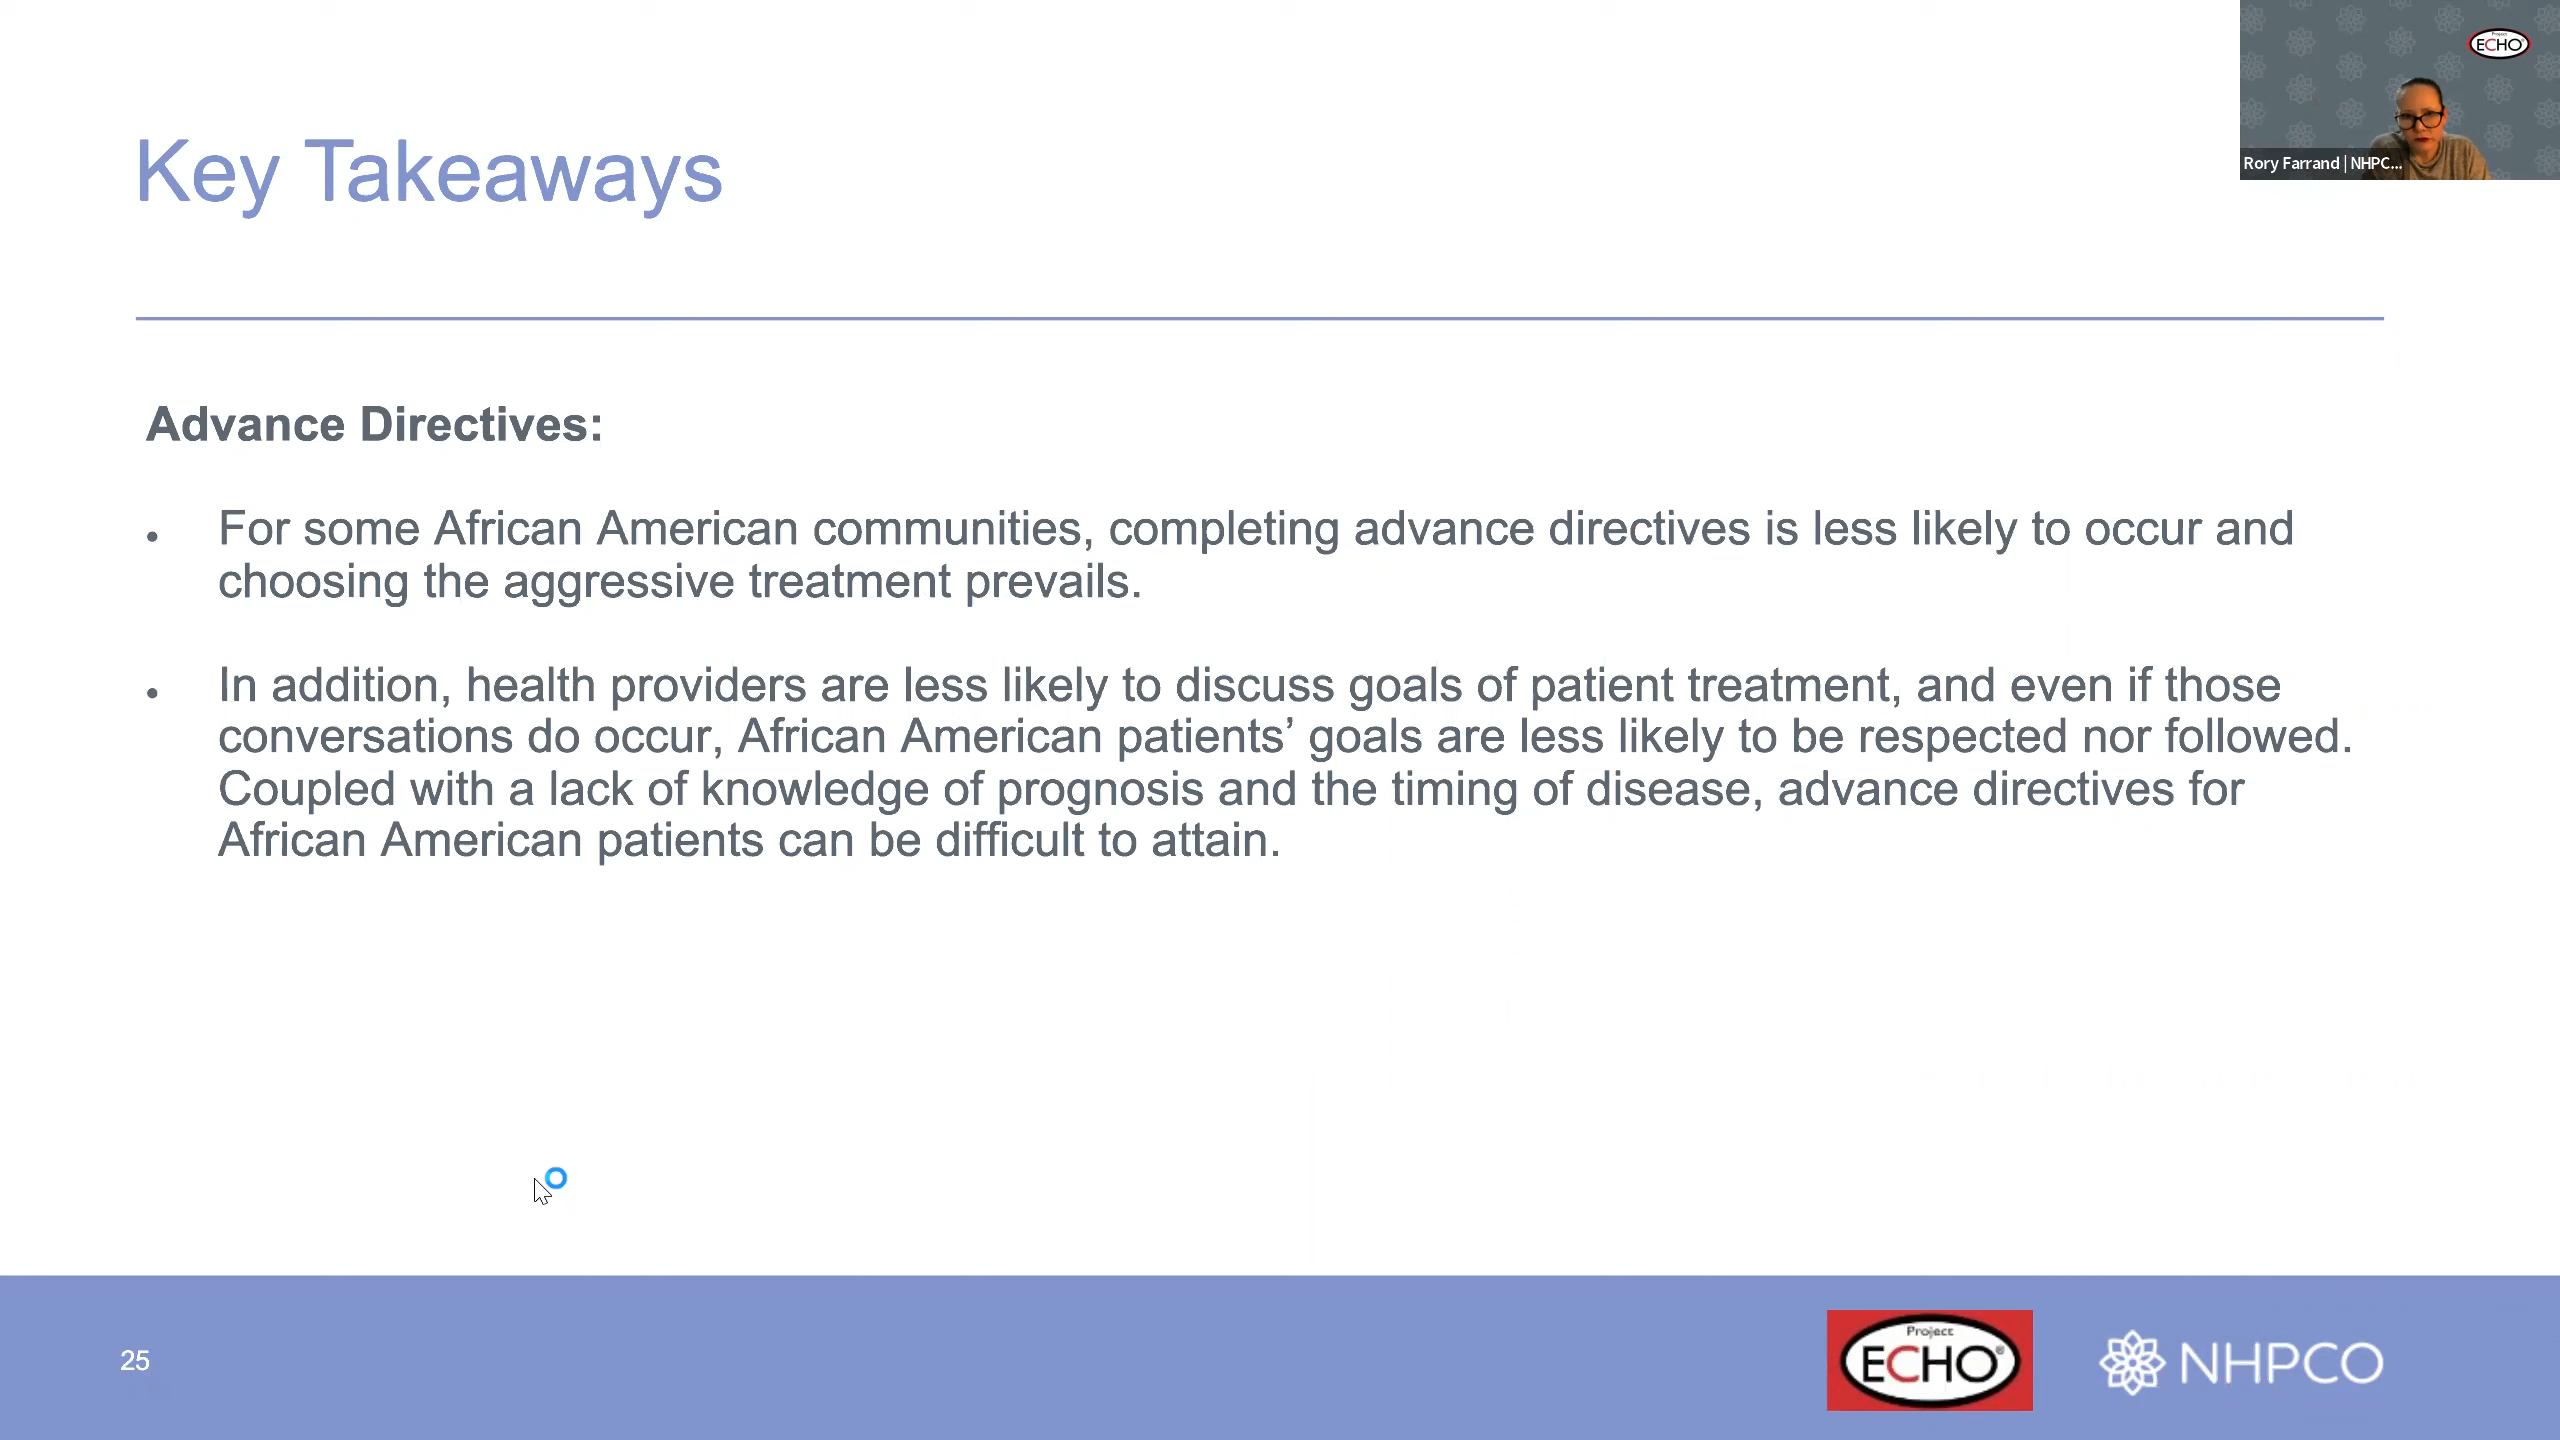 Project
ECHO
Rory Farrand | NHPC...
Key Takeaways
Advance Directives:
• For some African American communities, completing advance directives is less likely to occur and
choosing the aggressive treatment prevails.
• In addition, health providers are less likely to discuss goals of patient treatment, and even if those
conversations do occur, African American patients’ goals are less likely to be respected nor followed.
Coupled with a lack of knowledge of prognosis and the timing of disease, advance directives for
African American patients can be difficult to attain.
25
Project
ECHO®
NHPCO